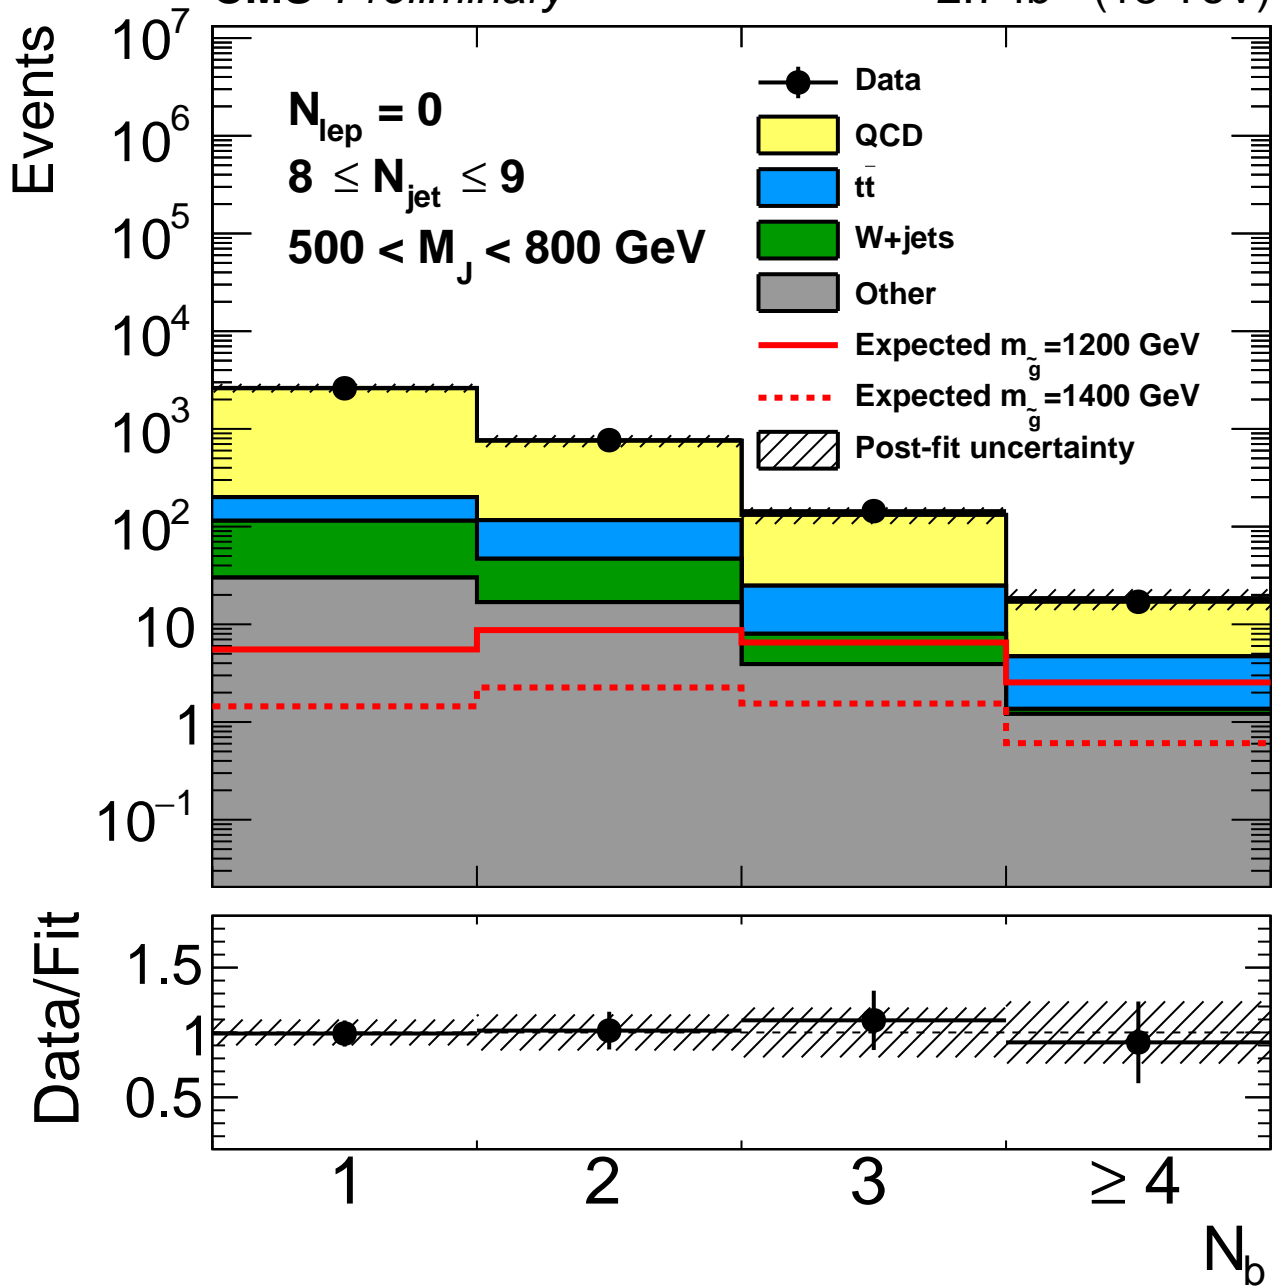 10^7
10^6
10^5
10^4
10^3
10^2
10
1
10^−1
Events
N_lep = 0
8 ≤ N_jet ≤ 9
500 < M_J < 800 GeV
Data
QCD
tt̄
W+jets
Other
Expected m_g̃ =1200 GeV
Expected m_g̃ =1400 GeV
Post-fit uncertainty
Data/Fit
1.5
1
0.5
1 2 3 ≥ 4
N_b